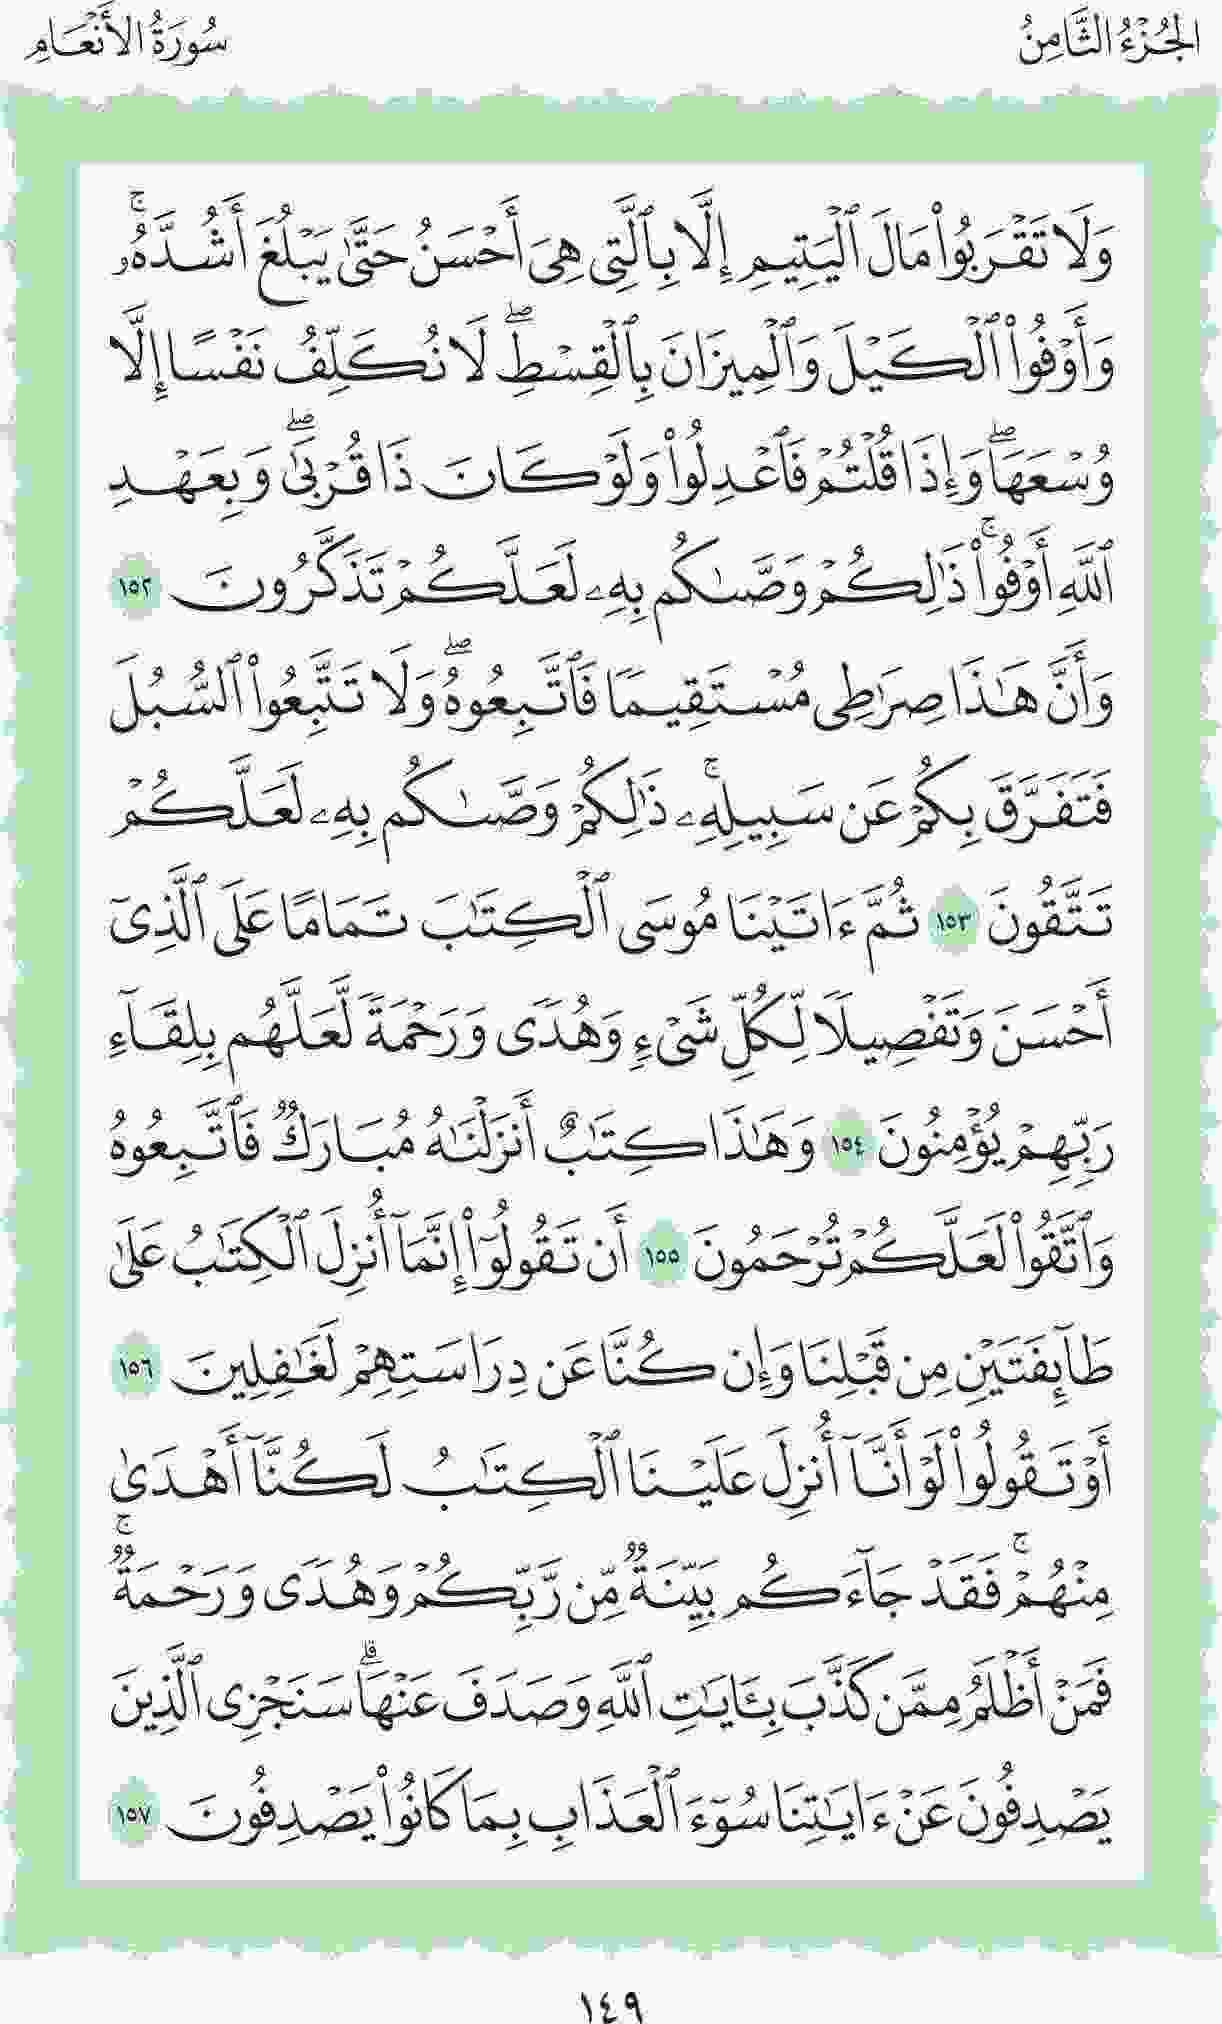 الجُزْءُ الثَّامِنُ
سُورَةُ الأَنْعَامِ
وَلَا تَقْرَبُوا۟ مَالَ ٱلْيَتِيمِ إِلَّا بِٱلَّتِى هِىَ أَحْسَنُ حَتَّىٰ يَبْلُغَ أَشُدَّهُۥۚ
وَأَوْفُوا۟ ٱلْكَيْلَ وَٱلْمِيزَانَ بِٱلْقِسْطِۖ لَا نُكَلِّفُ نَفْسًا إِلَّا
وُسْعَهَاۖ وَإِذَا قُلْتُمْ فَٱعْدِلُوا۟ وَلَوْ كَانَ ذَا قُرْبَىٰۖ وَبِعَهْدِ
ٱللَّهِ أَوْفُوا۟ۚ ذَٰلِكُمْ وَصَّىٰكُم بِهِۦ لَعَلَّكُمْ تَذَكَّرُونَ ١٥٢
وَأَنَّ هَٰذَا صِرَٰطِى مُسْتَقِيمًا فَٱتَّبِعُوهُۖ وَلَا تَتَّبِعُوا۟ ٱلسُّبُلَ
فَتَفَرَّقَ بِكُمْ عَن سَبِيلِهِۦۚ ذَٰلِكُمْ وَصَّىٰكُم بِهِۦ لَعَلَّكُمْ
تَتَّقُونَ ١٥٣ ثُمَّ ءَاتَيْنَا مُوسَى ٱلْكِتَٰبَ تَمَامًا عَلَى ٱلَّذِىٓ
أَحْسَنَ وَتَفْصِيلًا لِّكُلِّ شَىْءٍ وَهُدًى وَرَحْمَةً لَّعَلَّهُم بِلِقَآءِ
رَبِّهِمْ يُؤْمِنُونَ ١٥٤ وَهَٰذَا كِتَٰبٌ أَنزَلْنَٰهُ مُبَارَكٌ فَٱتَّبِعُوهُ
وَٱتَّقُوا۟ لَعَلَّكُمْ تُرْحَمُونَ ١٥٥ أَن تَقُولُوٓا۟ إِنَّمَآ أُنزِلَ ٱلْكِتَٰبُ عَلَىٰ
طَآئِفَتَيْنِ مِن قَبْلِنَا وَإِن كُنَّا عَن دِرَاسَتِهِمْ لَغَٰفِلِينَ ١٥٦
أَوْ تَقُولُوا۟ لَوْ أَنَّآ أُنزِلَ عَلَيْنَا ٱلْكِتَٰبُ لَكُنَّآ أَهْدَىٰ
مِنْهُمْۚ فَقَدْ جَآءَكُم بَيِّنَةٌ مِّن رَّبِّكُمْ وَهُدًى وَرَحْمَةٌۚ
فَمَنْ أَظْلَمُ مِمَّن كَذَّبَ بِـَٔايَٰتِ ٱللَّهِ وَصَدَفَ عَنْهَاۗ سَنَجْزِى ٱلَّذِينَ
يَصْدِفُونَ عَنْ ءَايَٰتِنَا سُوٓءَ ٱلْعَذَابِ بِمَا كَانُوا۟ يَصْدِفُونَ ١٥٧
١٤٩